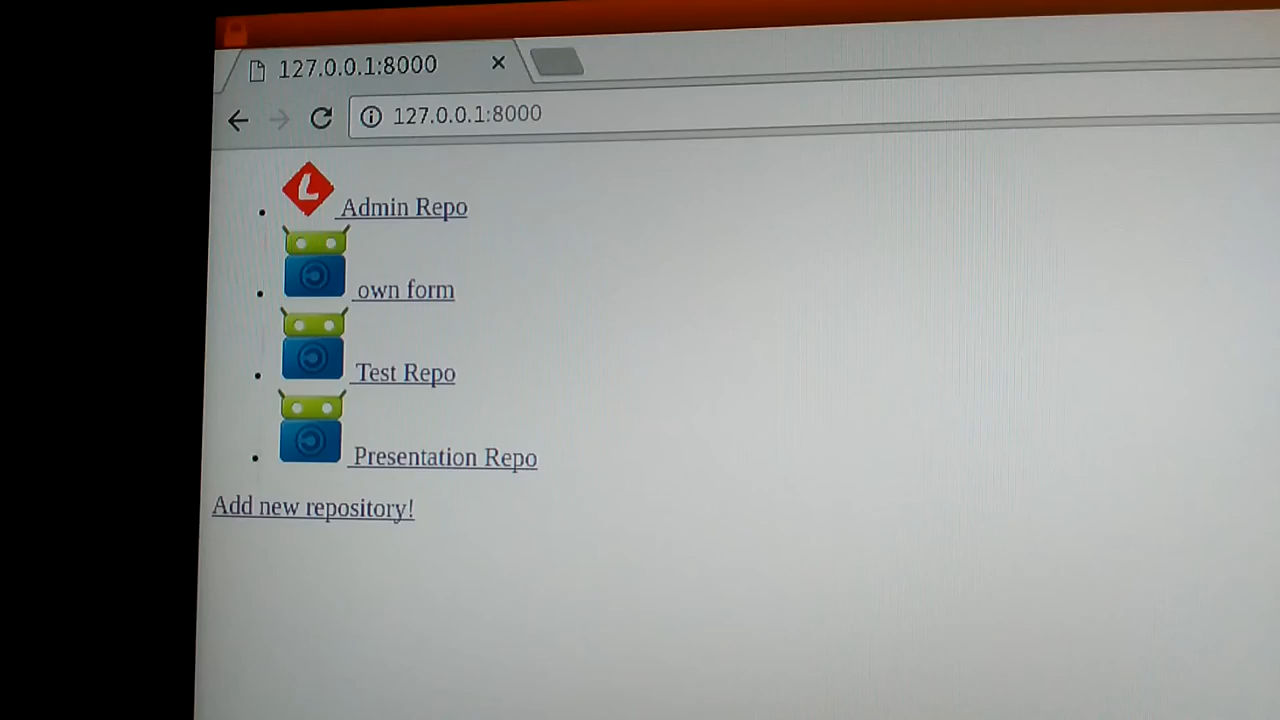 127.0.0.1:8000
127.0.0.1:8000
L Admin Repo
own form
Test Repo
Presentation Repo
Add new repository!